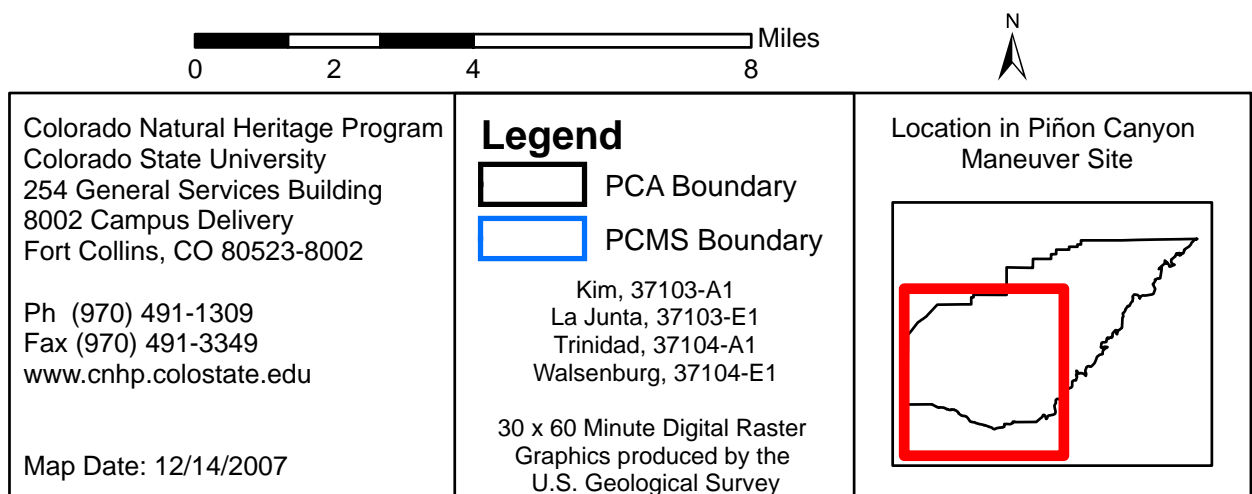 Miles
0 2 4 8
N
Colorado Natural Heritage Program
Colorado State University
254 General Services Building
8002 Campus Delivery
Fort Collins, CO 80523-8002
Ph (970) 491-1309
Fax (970) 491-3349
www.cnhp.colostate.edu
Map Date: 12/14/2007
Legend
PCA Boundary
PCMS Boundary
Kim, 37103-A1
La Junta, 37103-E1
Trinidad, 37104-A1
Walsenburg, 37104-E1
30 x 60 Minute Digital Raster
Graphics produced by the
U.S. Geological Survey
Location in Piñon Canyon
Maneuver Site